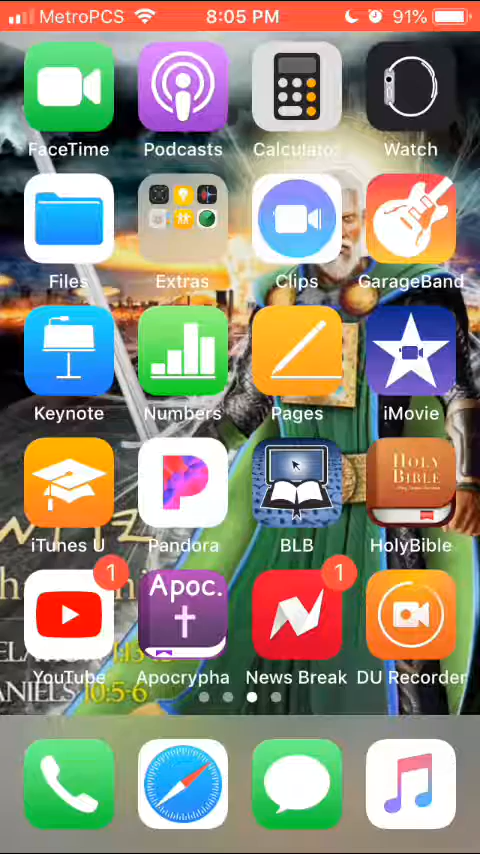 MetroPCS 8:05 PM 91%
FaceTime Podcasts Calculator Watch
Files Extras Clips GarageBand
Keynote Numbers Pages iMovie
HOLY
BIBLE
iTunes U Pandora BLB HolyBible
1 1
Apoc.
YouTube Apocrypha News Break DU Recorder
DANIELS 10:5-6